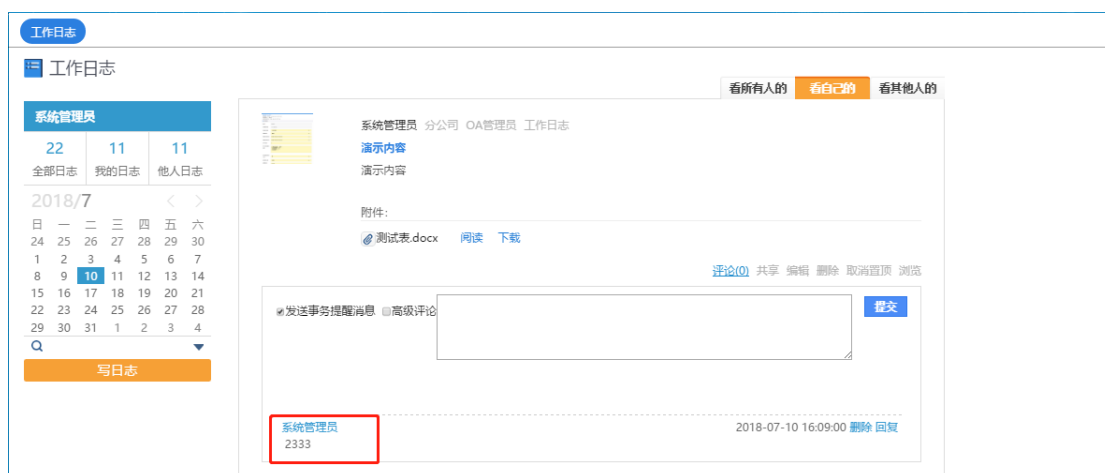 工作日志
工作日志
看所有人的 看自己的 看其他人的
系统管理员
22 11 11
全部日志 我的日志 他人日志
2018/7 < >
日 一 二 三 四 五 六
24 25 26 27 28 29 30
1 2 3 4 5 6 7
8 9 10 11 12 13 14
15 16 17 18 19 20 21
22 23 24 25 26 27 28
29 30 31 1 2 3 4
写日志
系统管理员 分公司 OA管理员 工作日志
演示内容
演示内容
附件:
测试表.docx 阅读 下载
评论(0) 共享 编辑 删除 取消置顶 浏览
发送事务提醒消息 高级评论
提交
系统管理员 2018-07-10 16:09:00 删除 回复
2333